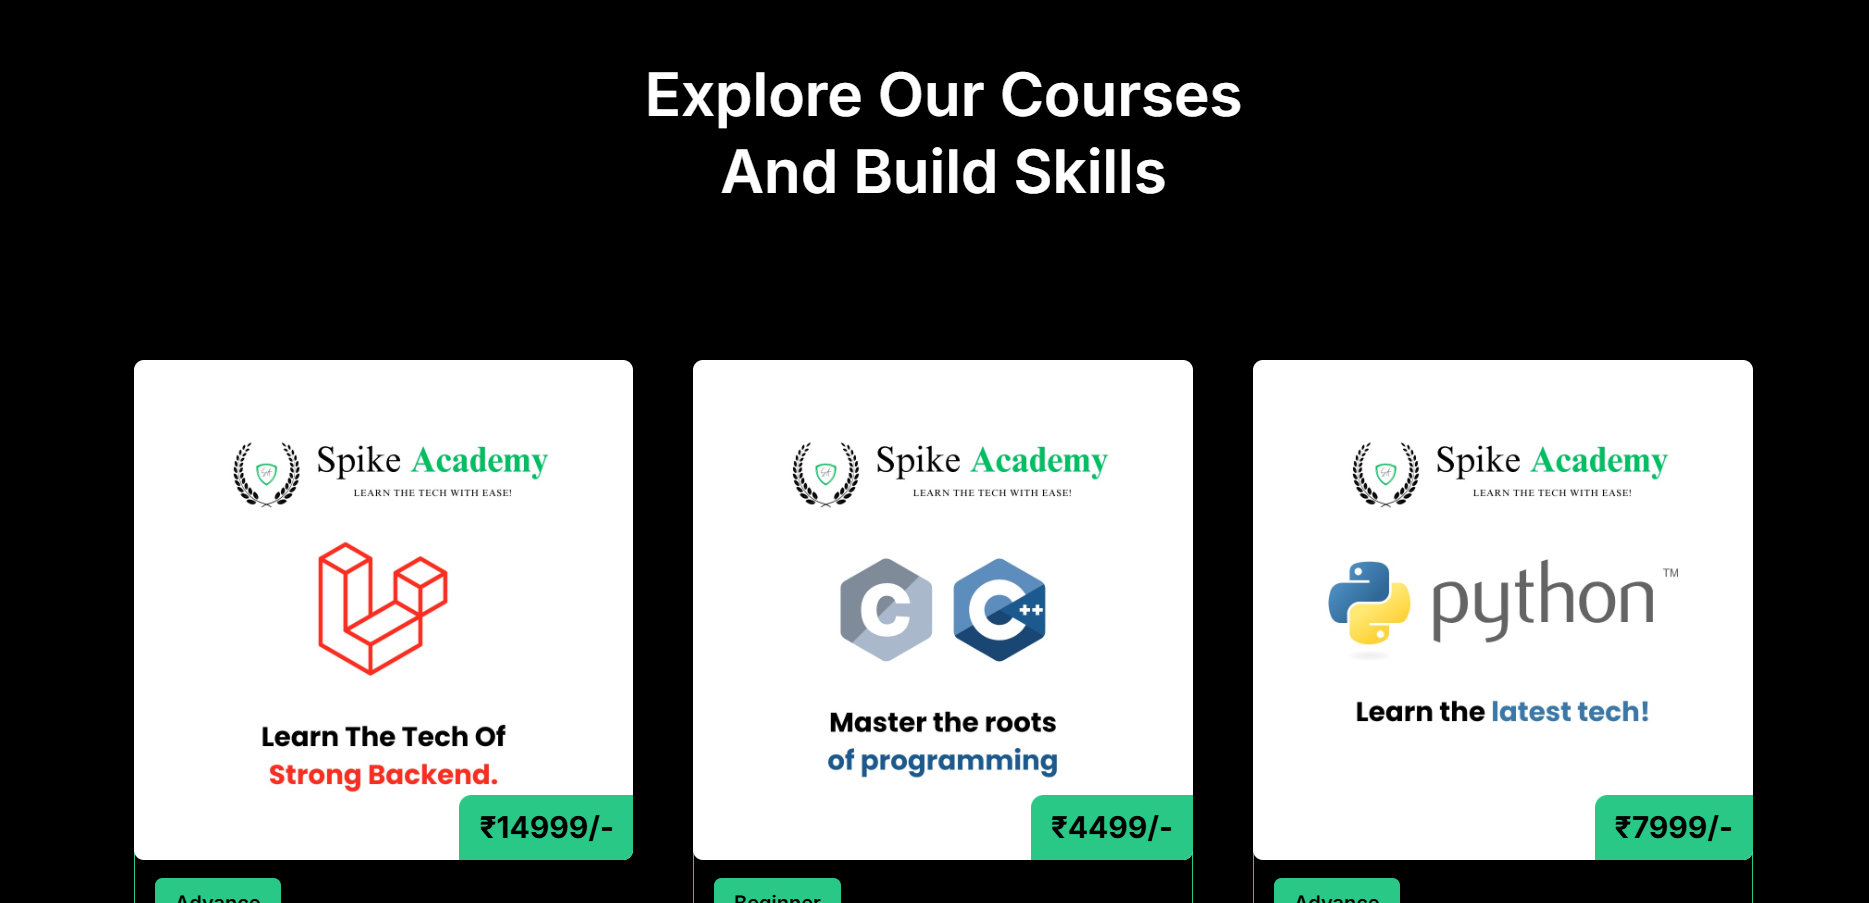 Explore Our Courses
And Build Skills
Spike Academy
LEARN THE TECH WITH EASE!
Learn The Tech Of
Strong Backend.
₹14999/-
Advance
Spike Academy
LEARN THE TECH WITH EASE!
C C++
Master the roots
of programming
₹4499/-
Beginner
Spike Academy
LEARN THE TECH WITH EASE!
python TM
Learn the latest tech!
₹7999/-
Advance